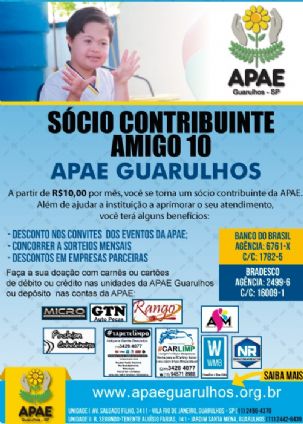 APAE
Guarulhos - SP
SÓCIO CONTRIBUINTE
AMIGO 10
APAE GUARULHOS
A partir de R$10,00 por mês, você se torna um sócio contribuinte da APAE.
Além de ajudar a instituição a aprimorar o seu atendimento,
você terá alguns benefícios:
- DESCONTO NOS CONVITES DOS EVENTOS DA APAE;
- CONCORRER A SORTEIOS MENSAIS
- DESCONTOS EM EMPRESAS PARCEIRAS
BANCO DO BRASIL
AGÊNCIA: 6761-X
C/C: 1782-5
BRADESCO
AGÊNCIA: 2499-6
C/C: 16009-1
Faça a sua doação com carnês ou cartões
de débito ou crédito nas unidades da APAE Guarulhos
ou depósito nas contas da APAE:
MICRO
GTN
Auto Peças
Rango
CARLIMP
WMB
NR
SAIBA MAIS
www.apaeguarulhos.org.br
APAE
Guarulhos - SP